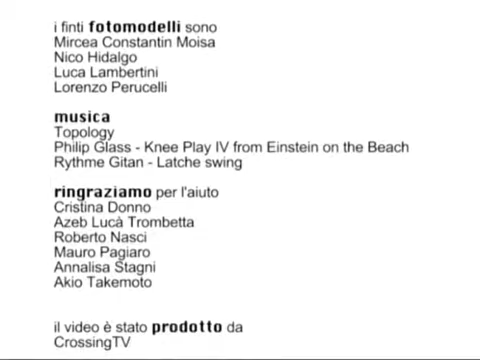 i finti fotomodelli sono
Mircea Constantin Moisa
Nico Hidalgo
Luca Lambertini
Lorenzo Perucelli
musica
Topology
Philip Glass - Knee Play IV from Einstein on the Beach
Rythme Gitan - Latche swing
ringraziamo per l'aiuto
Cristina Donno
Azeb Lucà Trombetta
Roberto Nasci
Mauro Pagiaro
Annalisa Stagni
Akio Takemoto
il video è stato prodotto da
CrossingTV